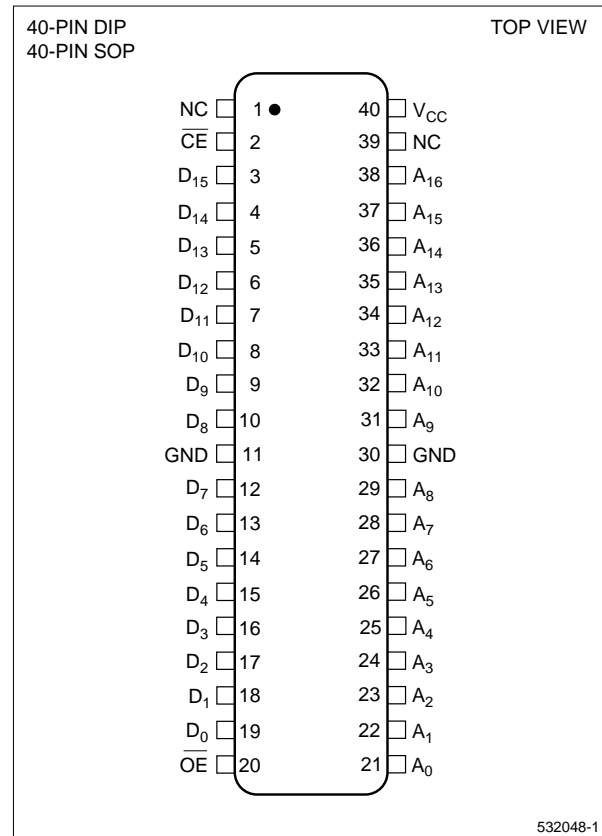 40-PIN DIP TOP VIEW
40-PIN SOP
NC 1 40 V_CC
C̅E̅ 2 39 NC
D₁₅ 3 38 A₁₆
D₁₄ 4 37 A₁₅
D₁₃ 5 36 A₁₄
D₁₂ 6 35 A₁₃
D₁₁ 7 34 A₁₂
D₁₀ 8 33 A₁₁
D₉ 9 32 A₁₀
D₈ 10 31 A₉
GND 11 30 GND
D₇ 12 29 A₈
D₆ 13 28 A₇
D₅ 14 27 A₆
D₄ 15 26 A₅
D₃ 16 25 A₄
D₂ 17 24 A₃
D₁ 18 23 A₂
D₀ 19 22 A₁
O̅E̅ 20 21 A₀
532048-1